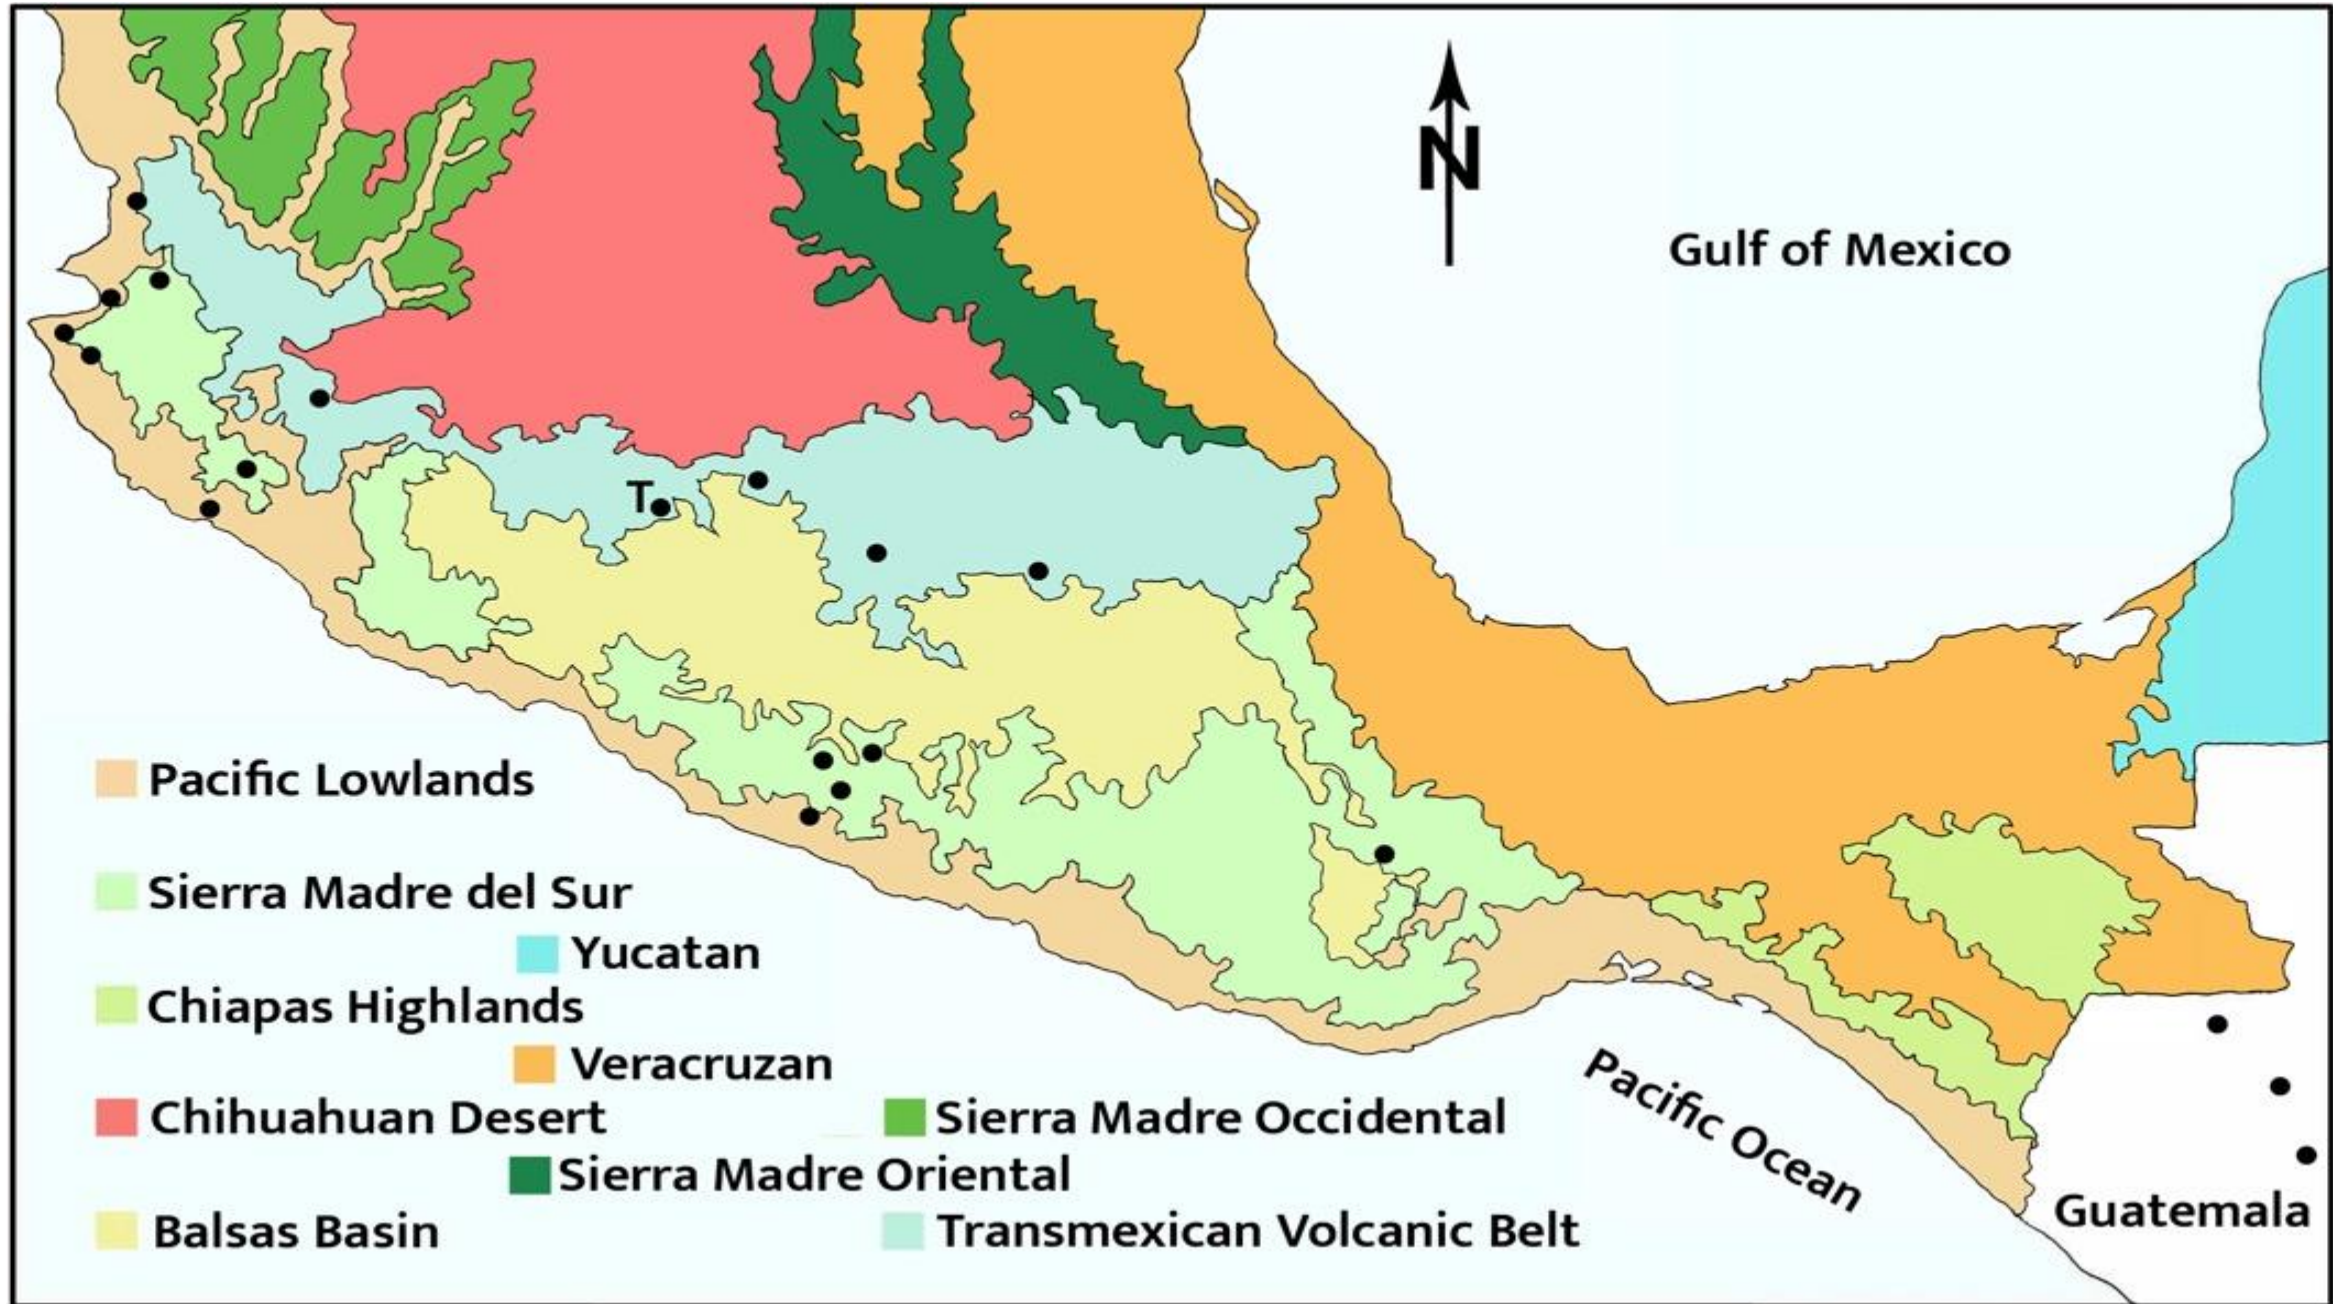 N
Gulf of Mexico
T
Pacific Lowlands
Sierra Madre del Sur
Yucatan
Chiapas Highlands
Veracruzan
Chihuahuan Desert
Sierra Madre Occidental
Sierra Madre Oriental
Balsas Basin
Transmexican Volcanic Belt
Pacific Ocean
Guatemala